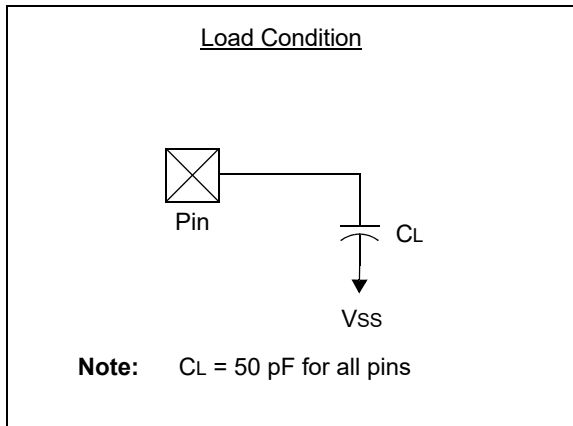 Load Condition
Pin
CL
VSS
Note: CL = 50 pF for all pins